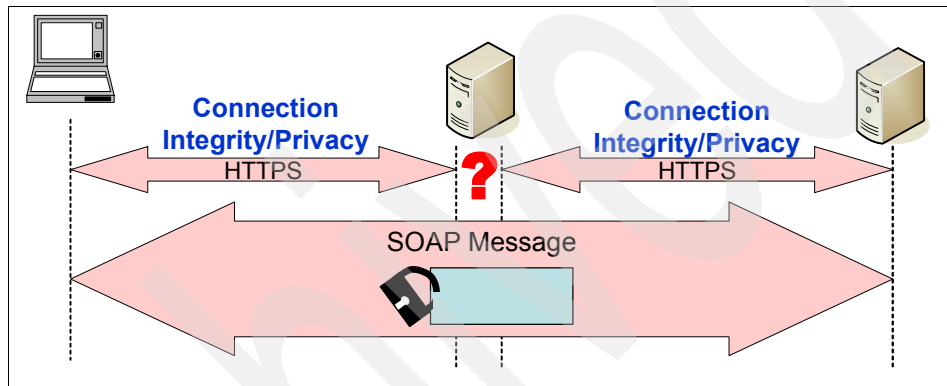 Connection
Integrity/Privacy
HTTPS
?
Connection
Integrity/Privacy
HTTPS
SOAP Message